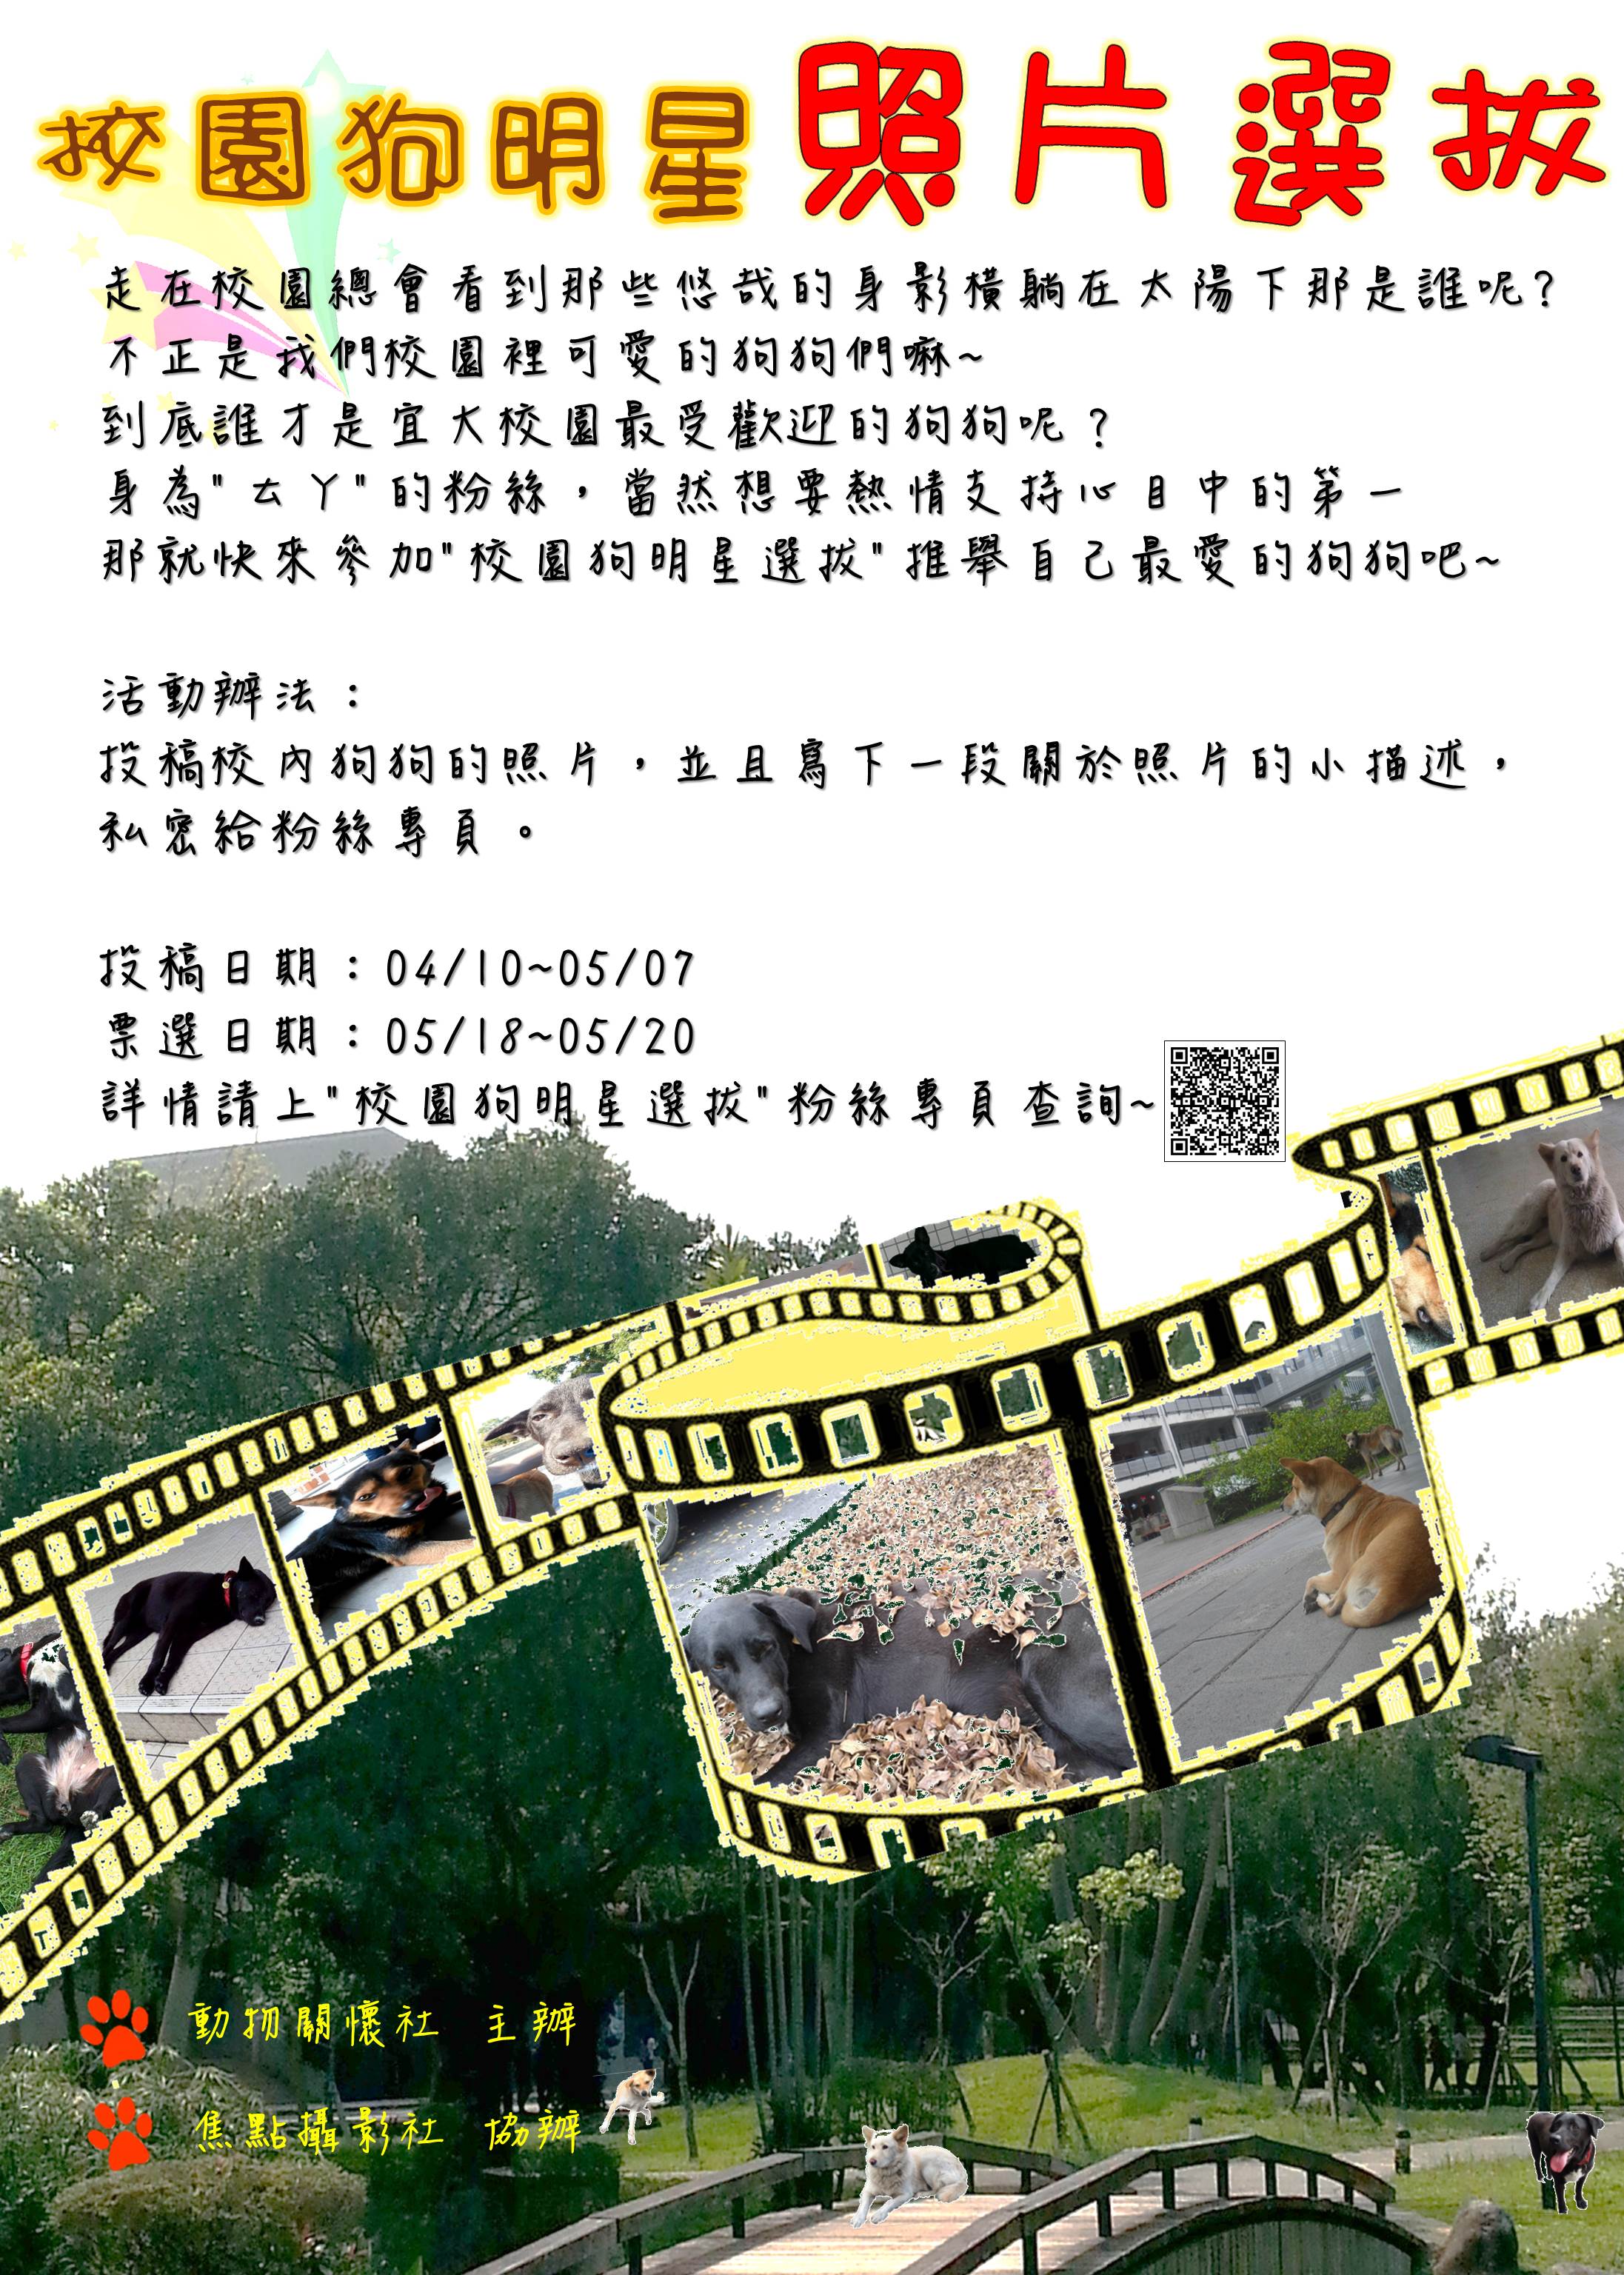 校園狗明星照片選拔
走在校園總會看到那些悠哉的身影橫躺在太陽下那是誰呢?
不正是我們校園裡可愛的狗狗們嘛~
到底誰才是宜大校園最受歡迎的狗狗呢?
身為"ㄊㄚ"的粉絲，當然想要熱情支持心目中的第一
那就快來參加"校園狗明星選拔"推舉自己最愛的狗狗吧~
活動辦法：
投稿校內狗狗的照片，並且寫下一段關於照片的小描述，
私密給粉絲專頁。
投稿日期：04/10~05/07
票選日期：05/18~05/20
詳情請上"校園狗明星選拔"粉絲專頁查詢~
動物關懷社 主辦
焦點攝影社 協辦